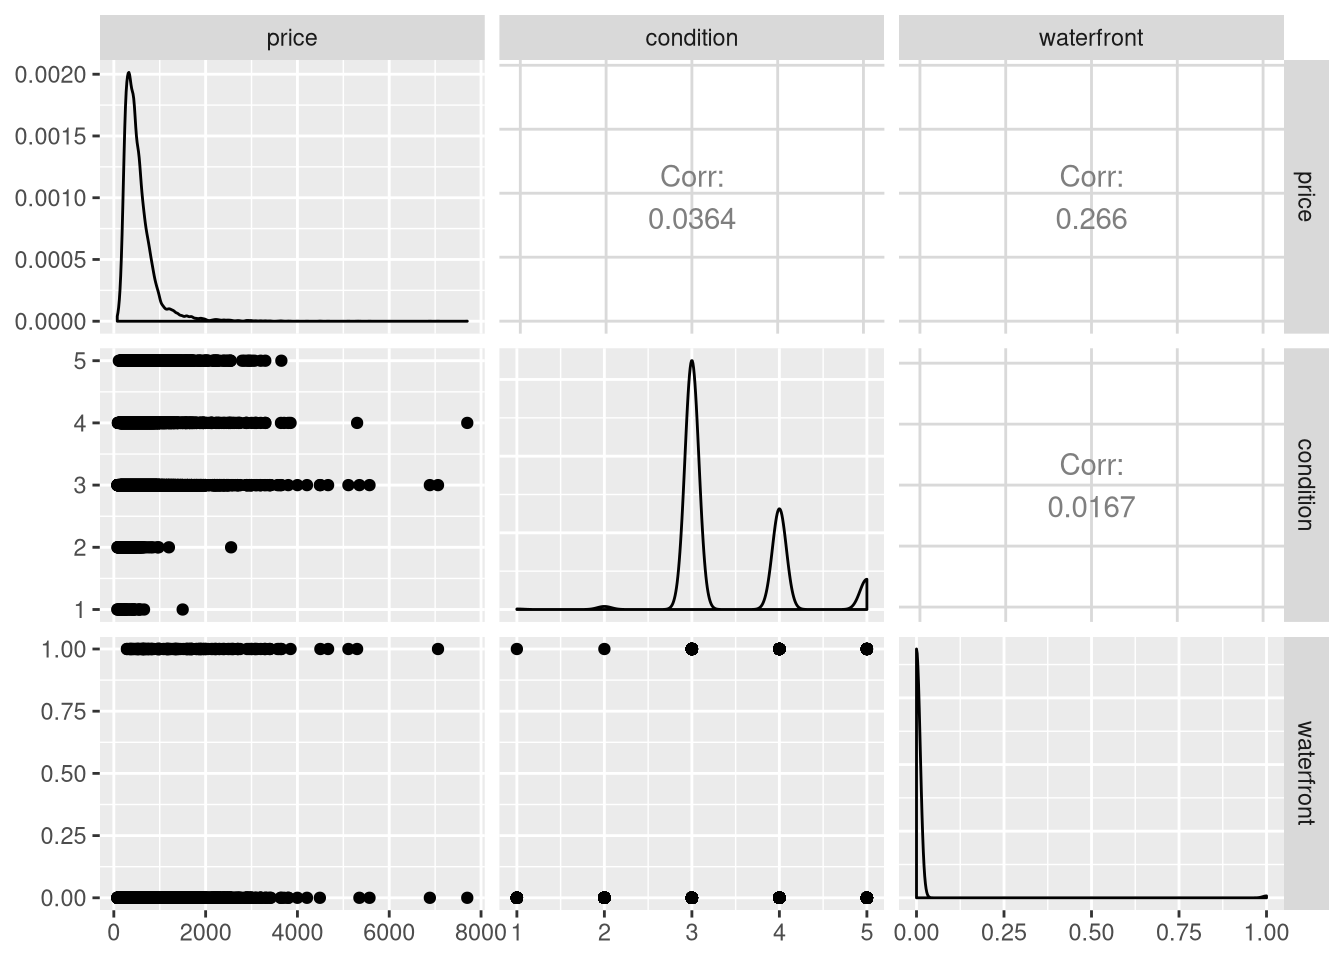 price condition waterfront
0.0020
0.0015
0.0010
0.0005
0.0000
Corr:
0.0364
Corr:
0.266
price
5
4
3
2
1
Corr:
0.0167
condition
1.00
0.75
0.50
0.25
0.00
waterfront
0 2000 4000 6000 8000 1 2 3 4 5 0.00 0.25 0.50 0.75 1.00